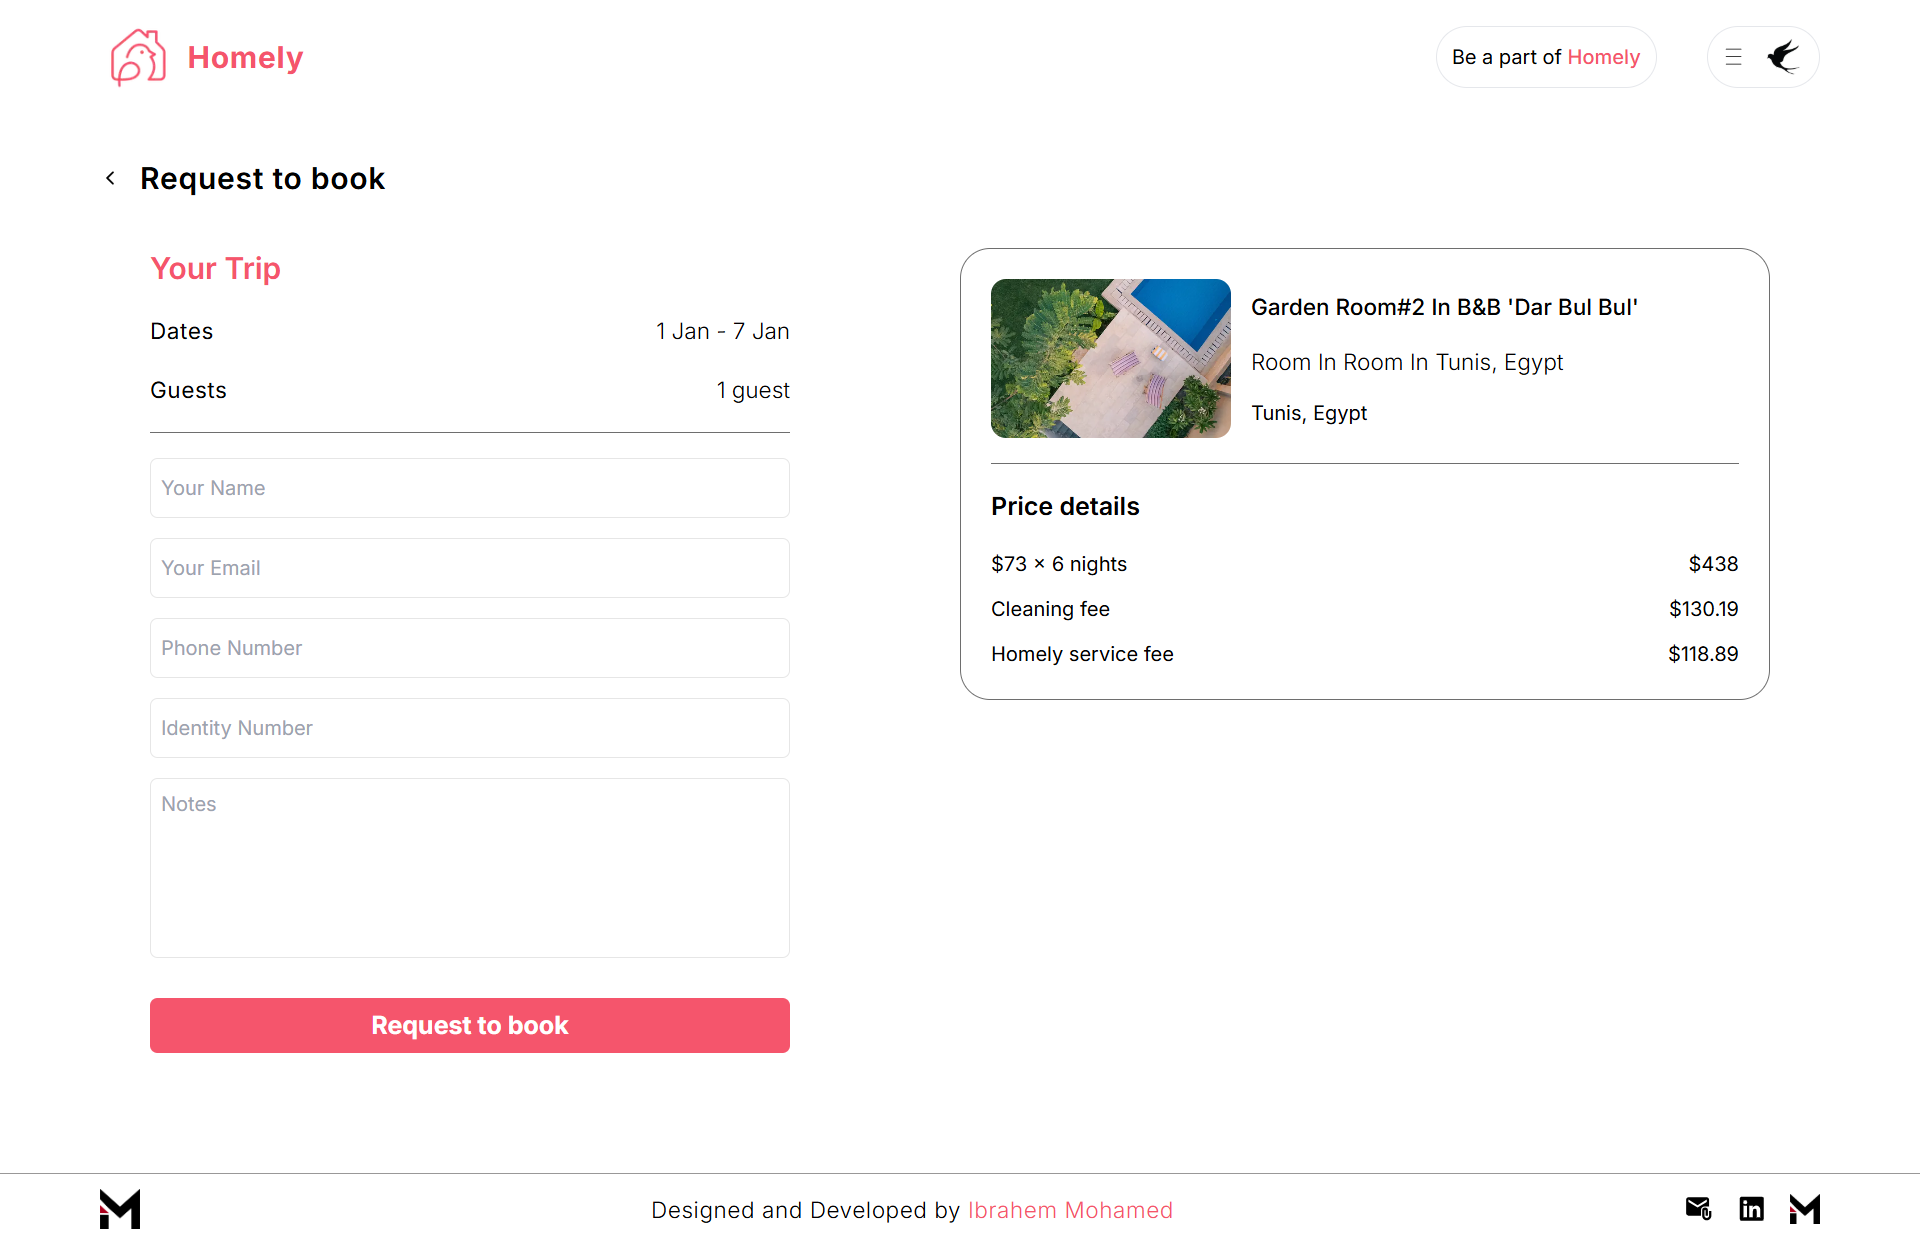 Homely
Be a part of Homely
Request to book
Your Trip
Dates
1 Jan - 7 Jan
Guests
1 guest
Your Name
Your Email
Phone Number
Identity Number
Notes
Request to book
Garden Room#2 In B&B 'Dar Bul Bul'
Room In Room In Tunis, Egypt
Tunis, Egypt
Price details
$73 × 6 nights
$438
Cleaning fee
$130.19
Homely service fee
$118.89
Designed and Developed by Ibrahem Mohamed